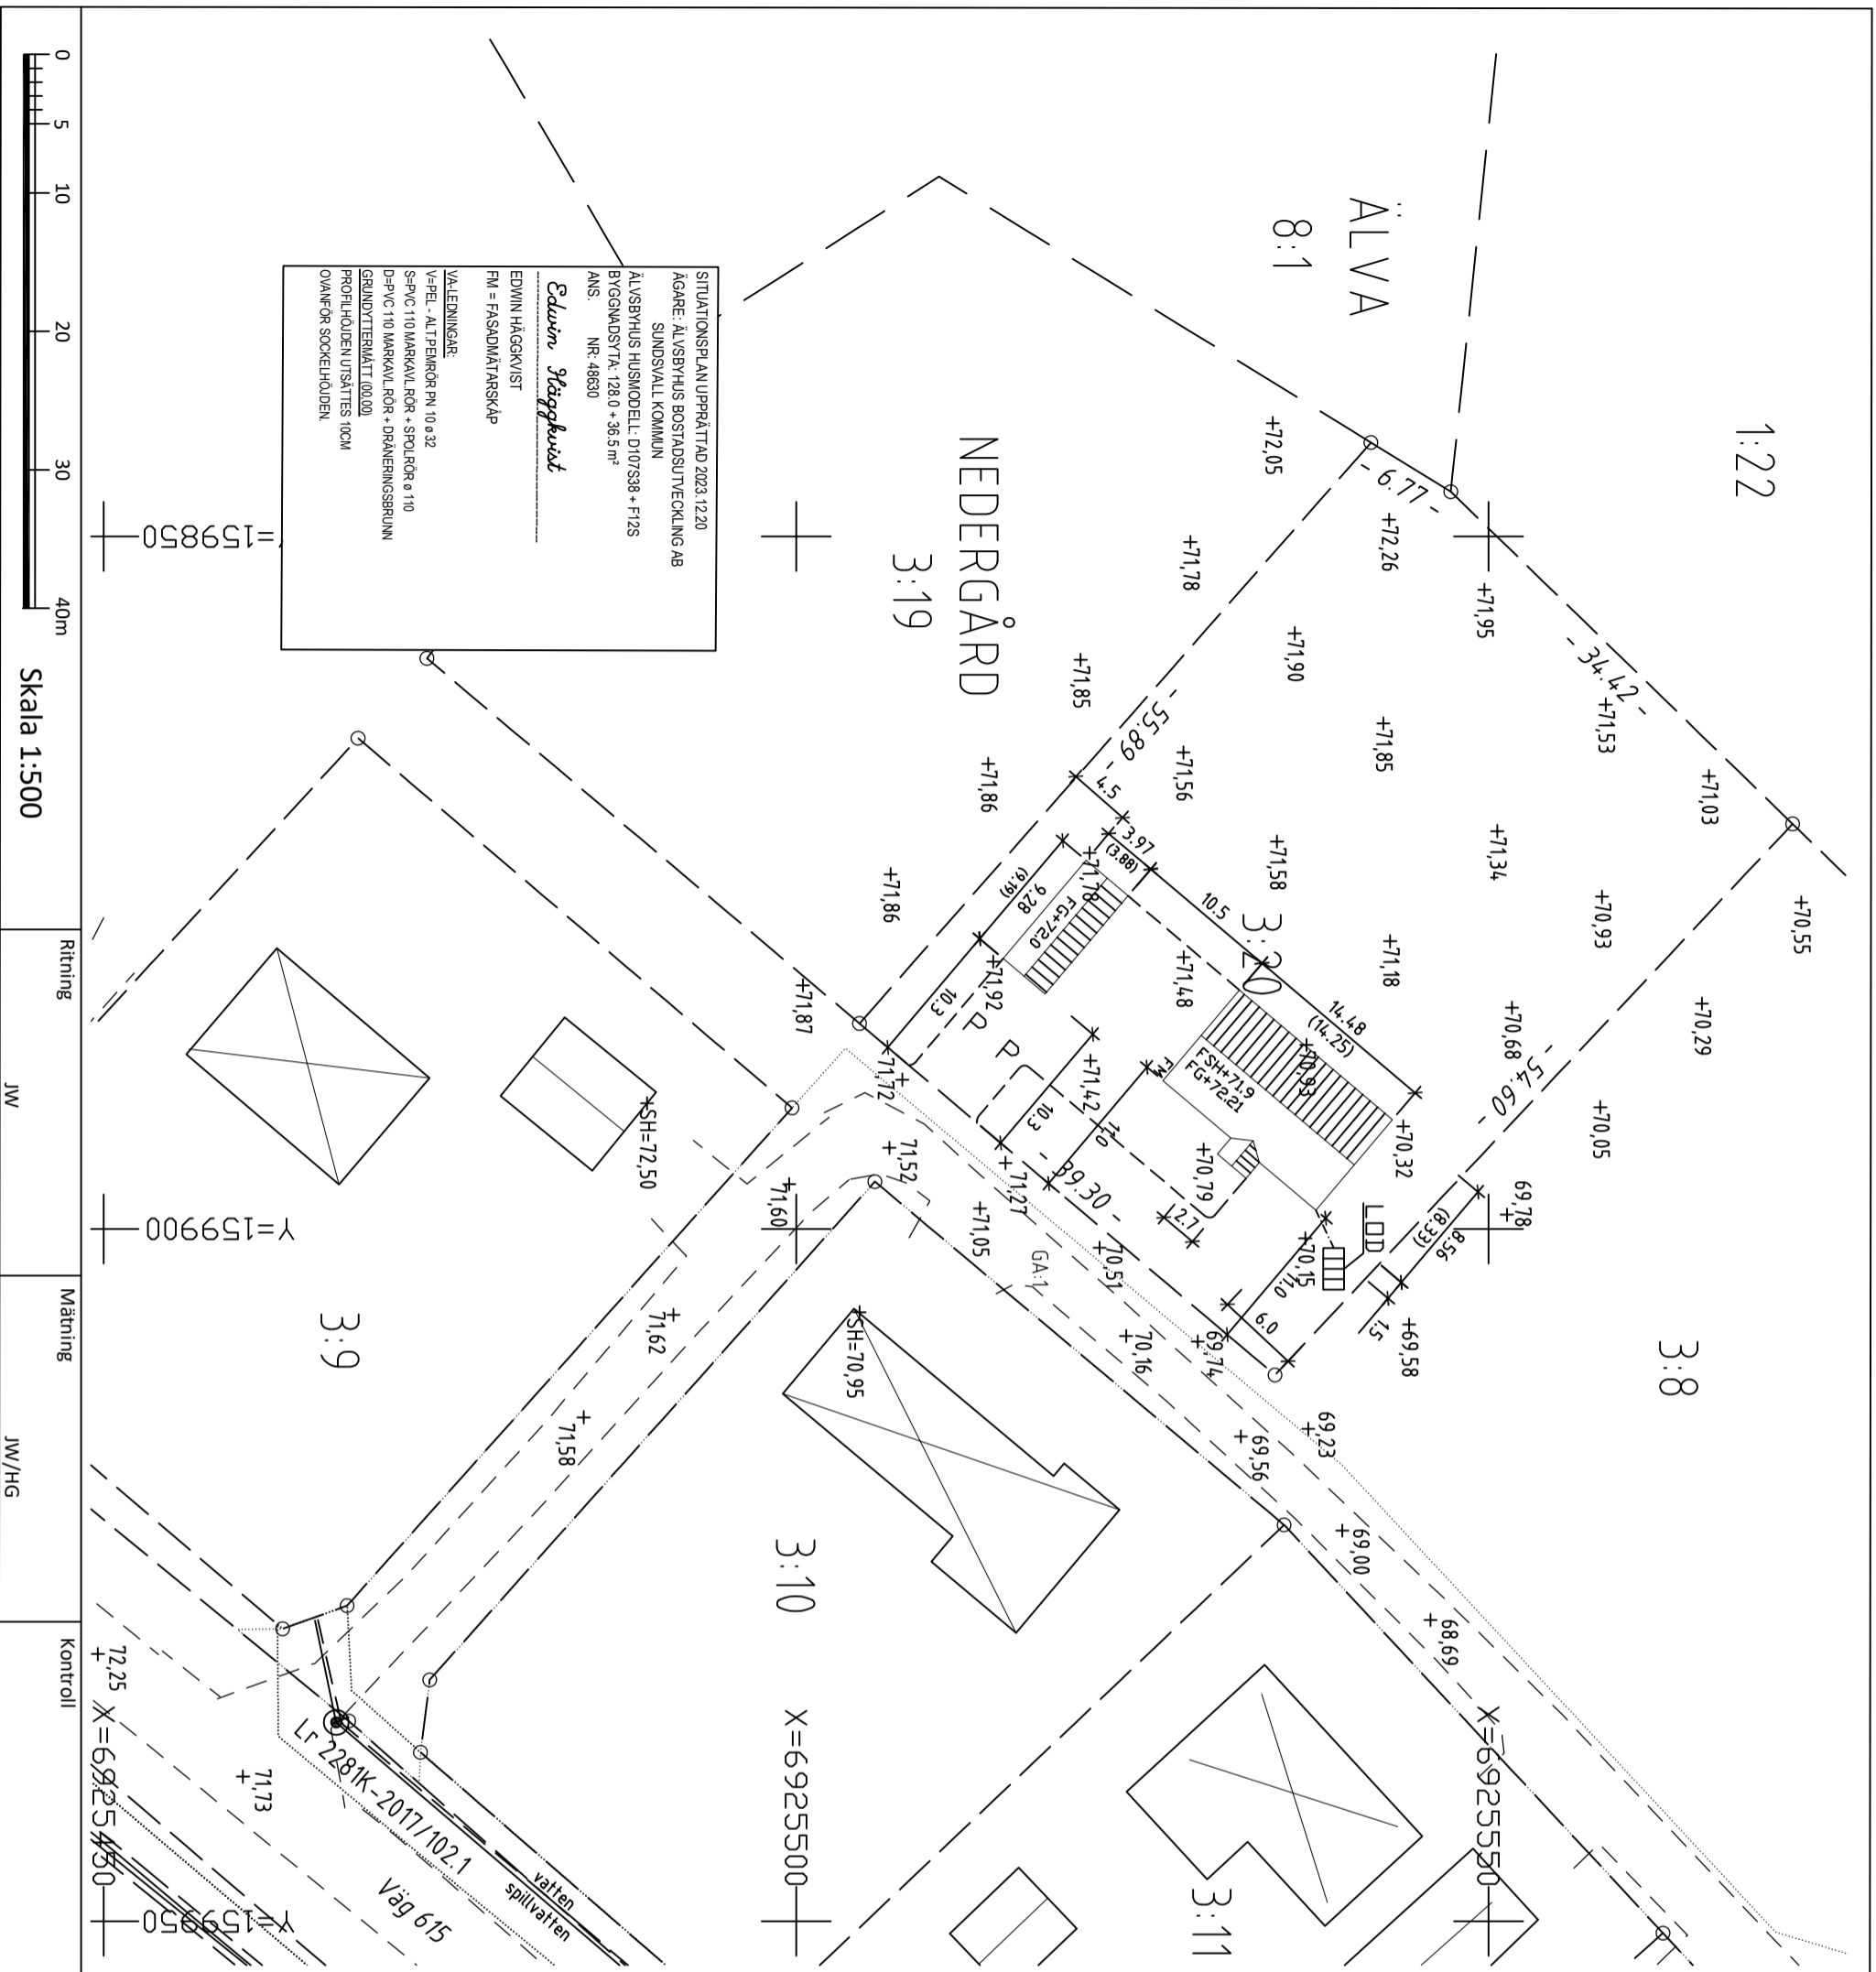 1:22
ÄLVA
8:1
+72,05
- 6.77 -
+72,26
+71,95
+71,78
+71,90
- 34.42 -
+71,53
+71,03
+71,85
NEDERGÅRD
3:19
+71,85
- 55.89 -
+71,56
+71,34
+70,55
+71,86
4.5
3.97
(3.88)
+71,78
+71,58
+70,93
+71,86
(9.19)
9.28
FG+72.0
10.5
3:20
+71,18
+71,87
+71,92
10.3
+71,48
14.48
(14.25)
+70,68
+70,29
P
P
+71,72
+71,42
10.3
FM
FSH+71.9
FG+72.21
+70,93
- 54.60 -
+70,05
71,52
+71,27
11.0
- 39.30 -
+70,79
+70,32
71,60
+71,05
GA:1
70,51
2.7
LOD
+70,15
11.0
69,78
8.56
(8.33)
1.5
6.0
+69,58
3:8
70,16
69,74
69,23
69,56
69,00
68,69
+SH=72,50
3:9
71,62
71,58
+SH=70,95
3:10
3:11
72,25
71,73
Lr 2281K-2017/102.1
vatten
spillvatten
Väg 615
X=6925450
X=6925500
X=6925550
=159850
Y=159900
Y=159950
SITUATIONSPLAN UPPRÄTTAD 2023.12.20
ÄGARE: ÄLVSBYHUS BOSTADSUTVECKLING AB
SUNDSVALL KOMMUN
ÄLVSBYHUS HUSMODELL: D107S38 + F12S
BYGGNADSYTA: 128.0 + 36.5 m²
ANS. NR: 48630
Edwin Häggkvist
EDWIN HÄGGKVIST
FM = FASADMÄTARSKÅP
VA-LEDNINGAR:
V=PEL - ALT.PEMRÖR PN 10 ø 32
S=PVC 110 MARKAVL.RÖR + SPOLRÖR ø 110
D=PVC 110 MARKAVL.RÖR + DRÄNERINGSBRUNN
GRUNDYTTERMÅTT (00,00)
PROFILHÖJDEN UTSÄTTES 10CM
OVANFÖR SOCKELHÖJDEN.
0 5 10 20 30 40m
Skala 1:500
Ritning
JW
Mätning
JW/HG
Kontroll